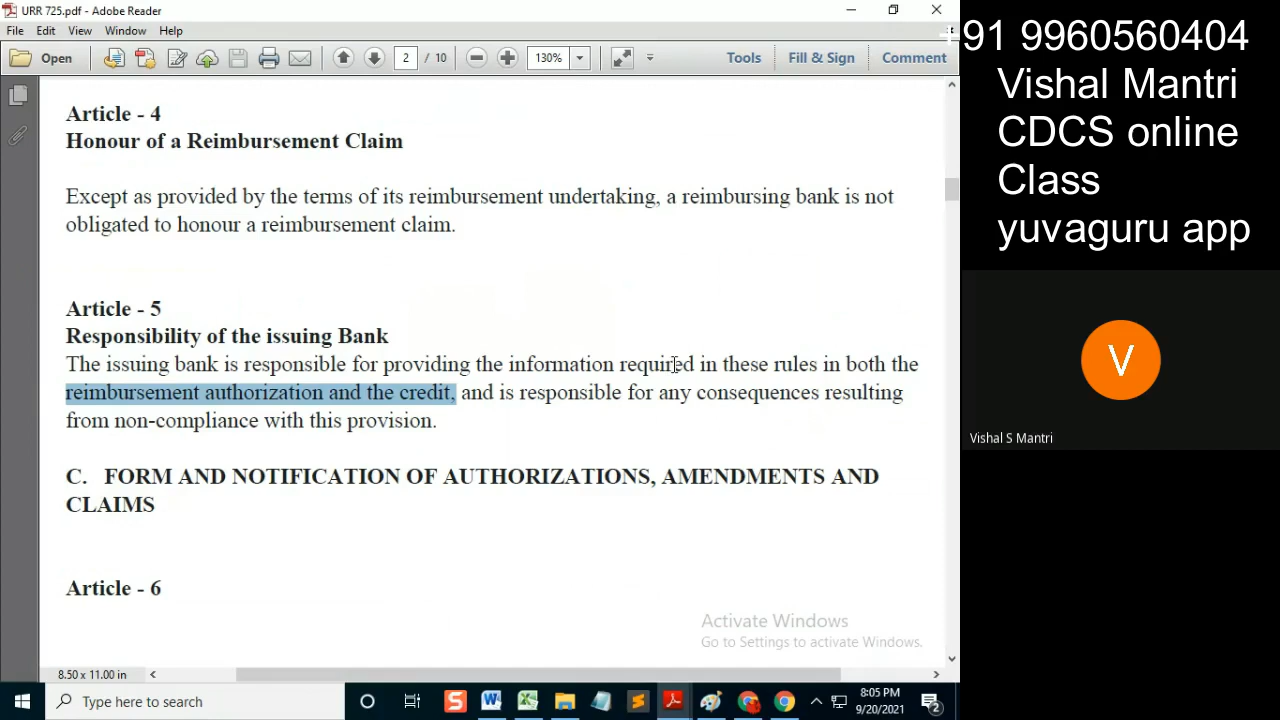 URR 725.pdf - Adobe Reader
File Edit View Window Help
Open 2 / 10 130% Tools Fill & Sign Comment
Article - 4
Honour of a Reimbursement Claim
Except as provided by the terms of its reimbursement undertaking, a reimbursing bank is not
obligated to honour a reimbursement claim.
Article - 5
Responsibility of the issuing Bank
The issuing bank is responsible for providing the information required in these rules in both the
reimbursement authorization and the credit, and is responsible for any consequences resulting
from non-compliance with this provision.
C. FORM AND NOTIFICATION OF AUTHORIZATIONS, AMENDMENTS AND
CLAIMS
Article - 6
Activate Windows
Go to Settings to activate Windows.
8.50 x 11.00 in
Type here to search
8:05 PM
9/20/2021
2
+91 9960560404
Vishal Mantri
CDCS online
Class
yuvaguru app
V
Vishal S Mantri